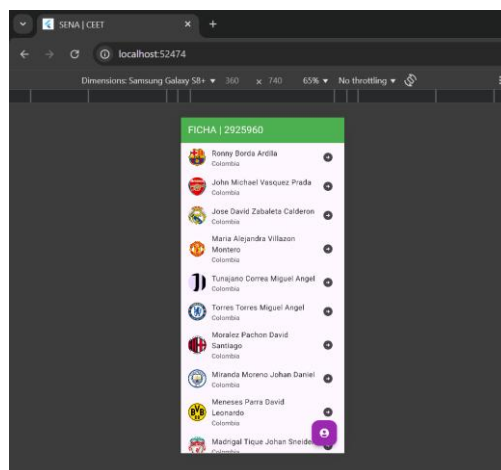 SENA | CEET
localhost:52474
Dimensions: Samsung Galaxy S8+ 360 x 740 65% No throttling
FICHA | 2925960
Ronny Borda Ardila
Colombia
John Michael Vasquez Prada
Colombia
Jose David Zabaleta Calderon
Colombia
Maria Alejandra Villazon
Montero
Colombia
Tunajano Correa Miguel Angel
Colombia
Torres Torres Miguel Angel
Colombia
Moralez Pachon David
Santiago
Colombia
Miranda Moreno Johan Daniel
Colombia
Meneses Parra David
Leonardo
Colombia
Madrigal Tique Johan Sneide
Colombia